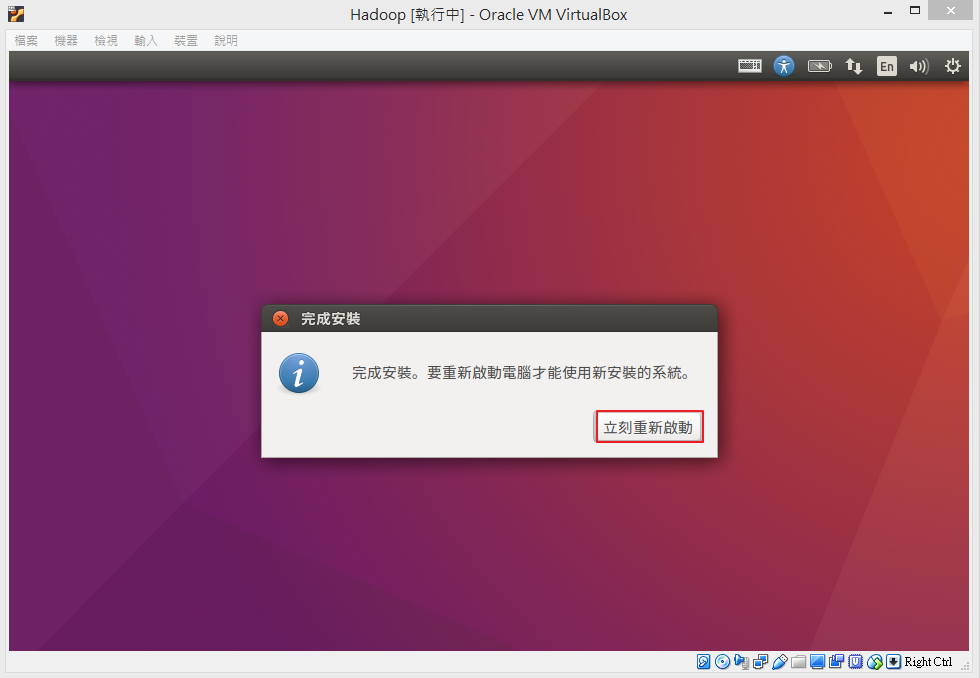 Hadoop [執行中] - Oracle VM VirtualBox
檔案 機器 檢視 輸入 裝置 說明
En
完成安裝
完成安裝。要重新啟動電腦才能使用新安裝的系統。
立刻重新啟動
Right Ctrl